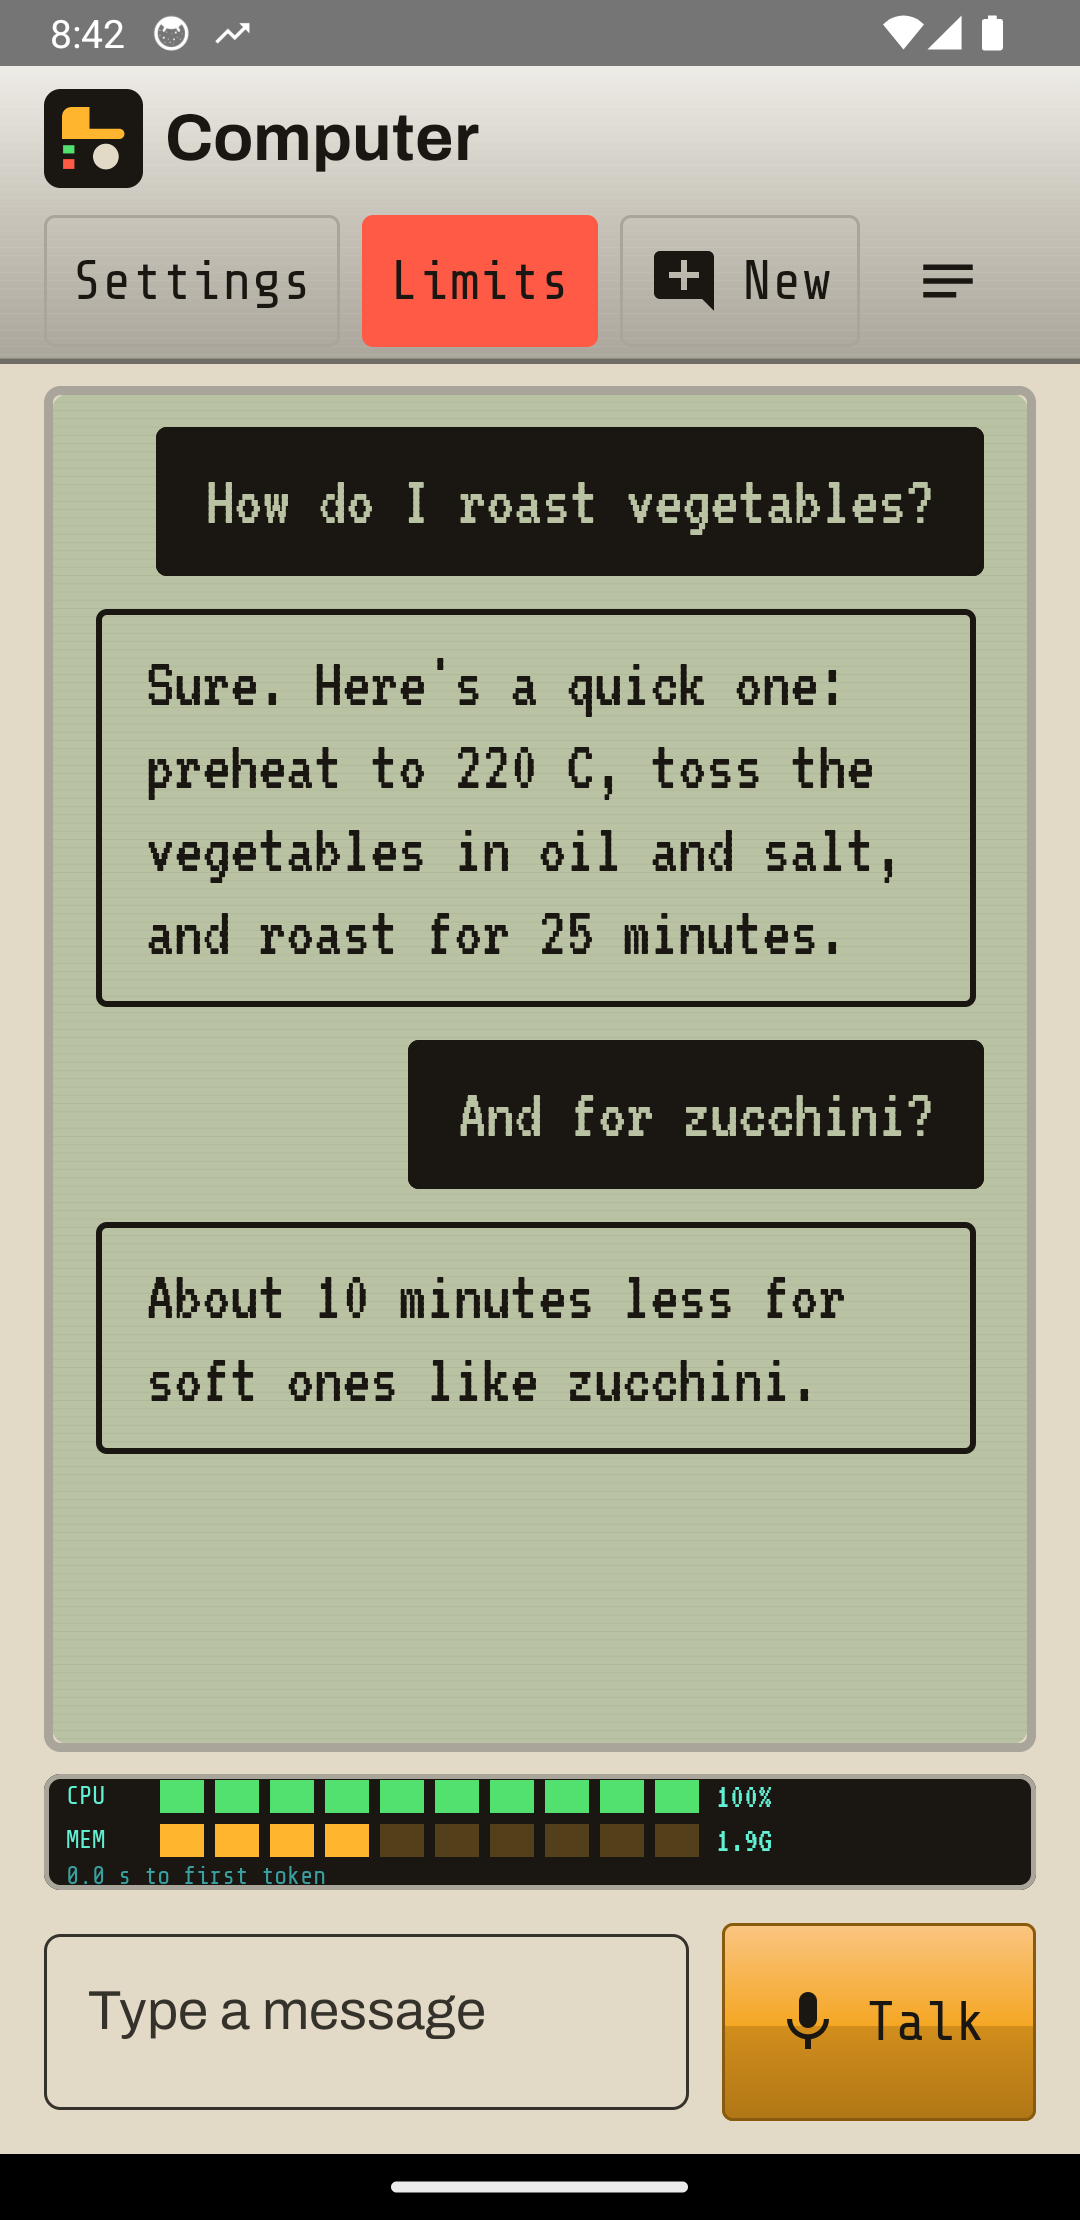 8:42
Computer
Settings
Limits
New
How do I roast vegetables?
Sure. Here's a quick one:
preheat to 220 C, toss the
vegetables in oil and salt,
and roast for 25 minutes.
And for zucchini?
About 10 minutes less for
soft ones like zucchini.
CPU 100%
MEM 1.9G
0.0 s to first token
Type a message
Talk